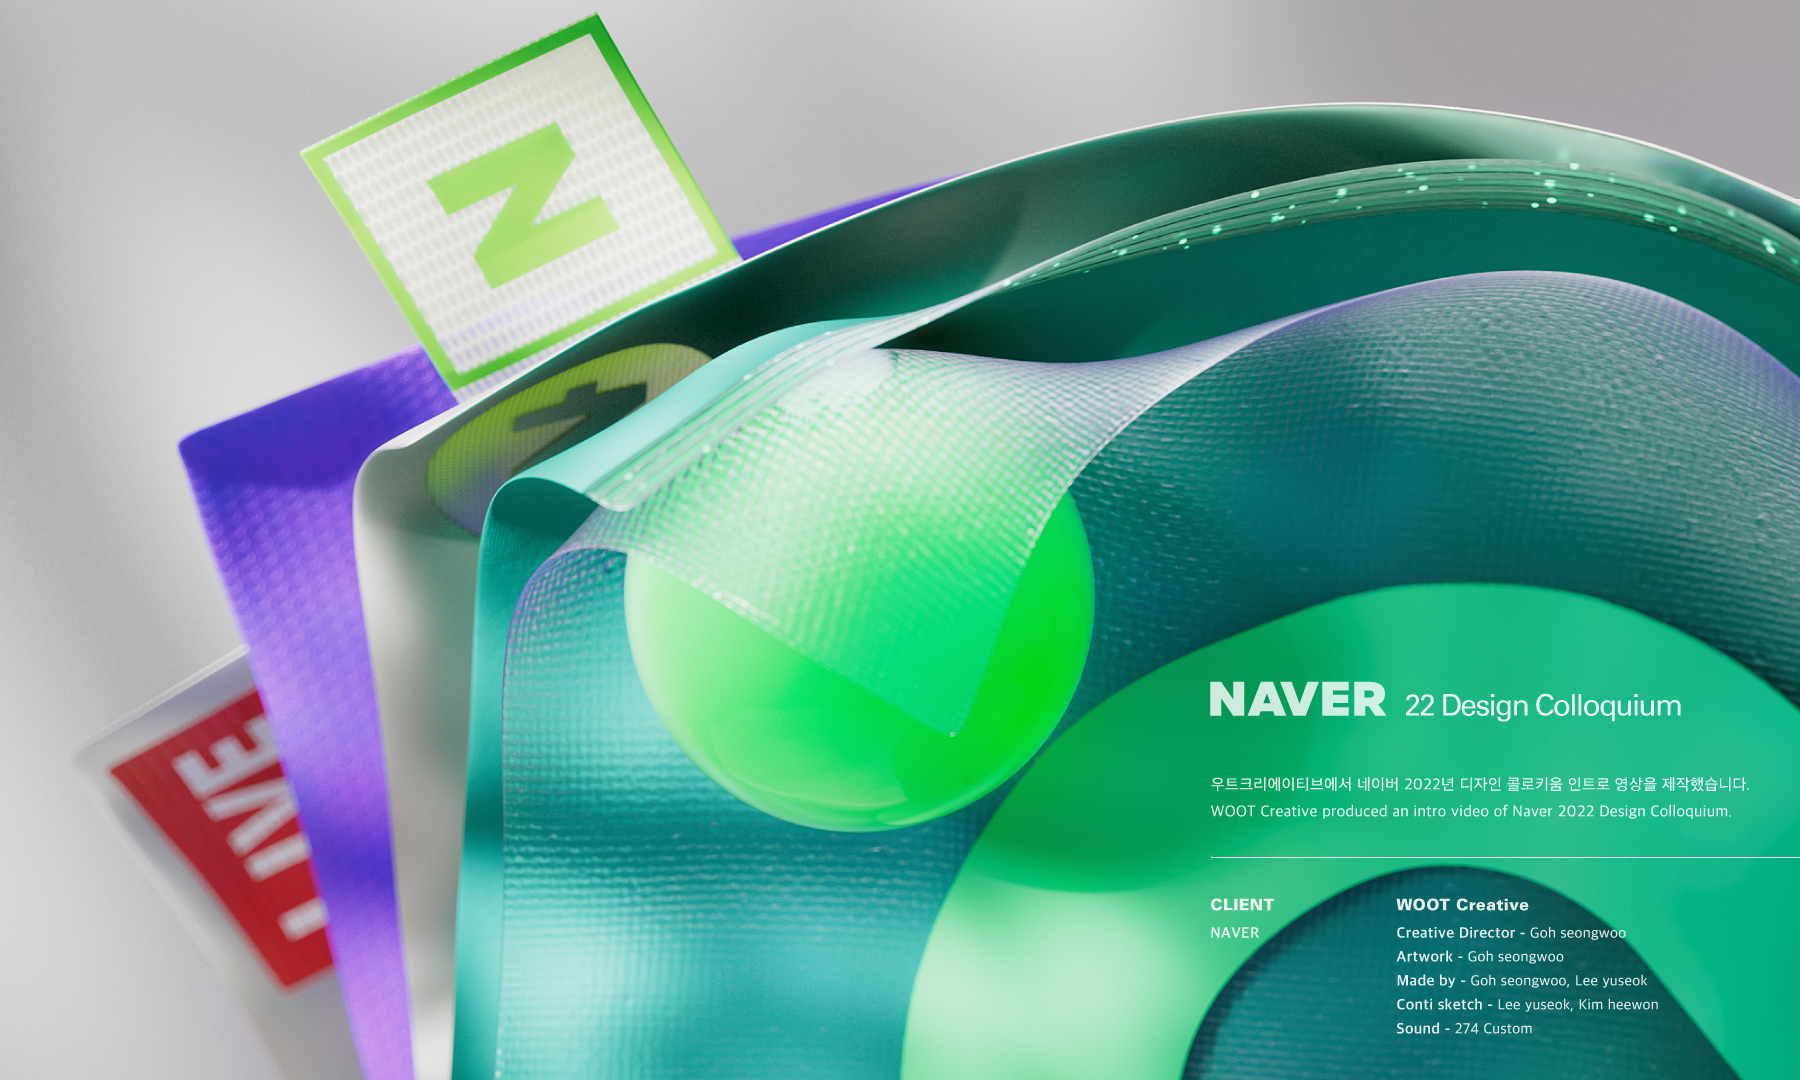 N
LIVE
NAVER 22 Design Colloquium
우트크리에이티브에서 네이버 2022년 디자인 콜로키움 인트로 영상을 제작했습니다.
WOOT Creative produced an intro video of Naver 2022 Design Colloquium.
CLIENT
NAVER
WOOT Creative
Creative Director - Goh seongwoo
Artwork - Goh seongwoo
Made by - Goh seongwoo, Lee yuseok
Conti sketch - Lee yuseok, Kim heewon
Sound - 274 Custom